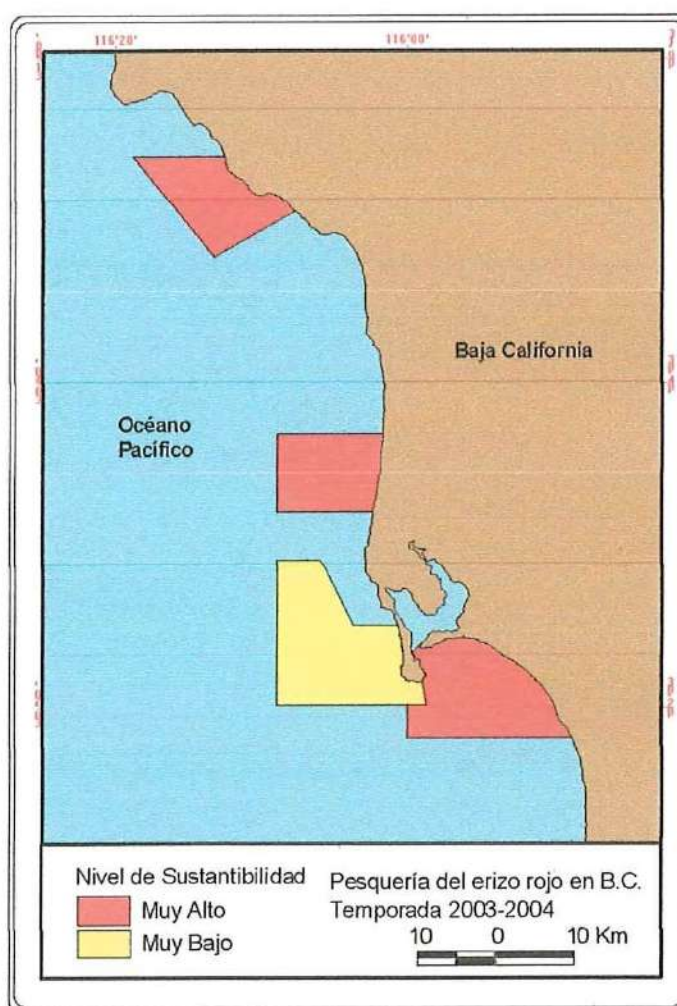 116°20' 116°00'
Baja California
Océano
Pacífico
Nivel de Sustantibilidad
Muy Alto
Muy Bajo
Pesquería del erizo rojo en B.C.
Temporada 2003-2004
10 0 10 Km